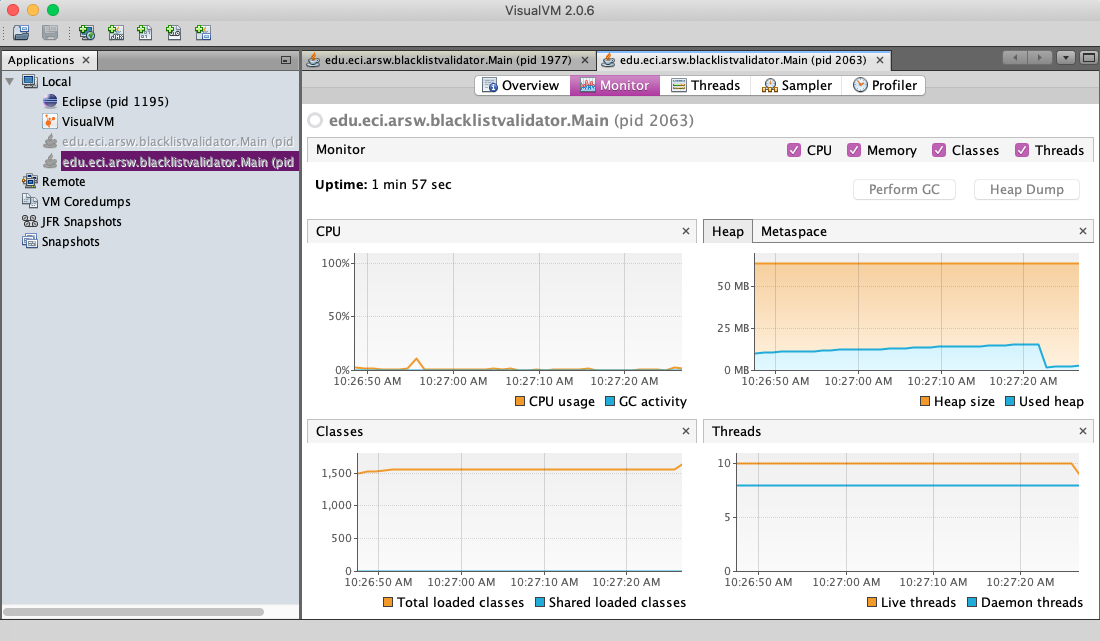 VisualVM 2.0.6
Applications ×
edu.eci.arsw.blacklistvalidator.Main (pid 1977) ×
edu.eci.arsw.blacklistvalidator.Main (pid 2063) ×
Local
Eclipse (pid 1195)
VisualVM
edu.eci.arsw.blacklistvalidator.Main (pid
edu.eci.arsw.blacklistvalidator.Main (pid
Remote
VM Coredumps
JFR Snapshots
Snapshots
Overview Monitor Threads Sampler Profiler
edu.eci.arsw.blacklistvalidator.Main (pid 2063)
Monitor CPU Memory Classes Threads
Uptime: 1 min 57 sec
Perform GC Heap Dump
CPU ×
100%
50%
0%
10:26:50 AM 10:27:00 AM 10:27:10 AM 10:27:20 AM
CPU usage GC activity
Heap Metaspace ×
50 MB
25 MB
0 MB
10:26:50 AM 10:27:00 AM 10:27:10 AM 10:27:20 AM
Heap size Used heap
Classes ×
1,500
1,000
500
0
10:26:50 AM 10:27:00 AM 10:27:10 AM 10:27:20 AM
Total loaded classes Shared loaded classes
Threads ×
10
5
0
10:26:50 AM 10:27:00 AM 10:27:10 AM 10:27:20 AM
Live threads Daemon threads